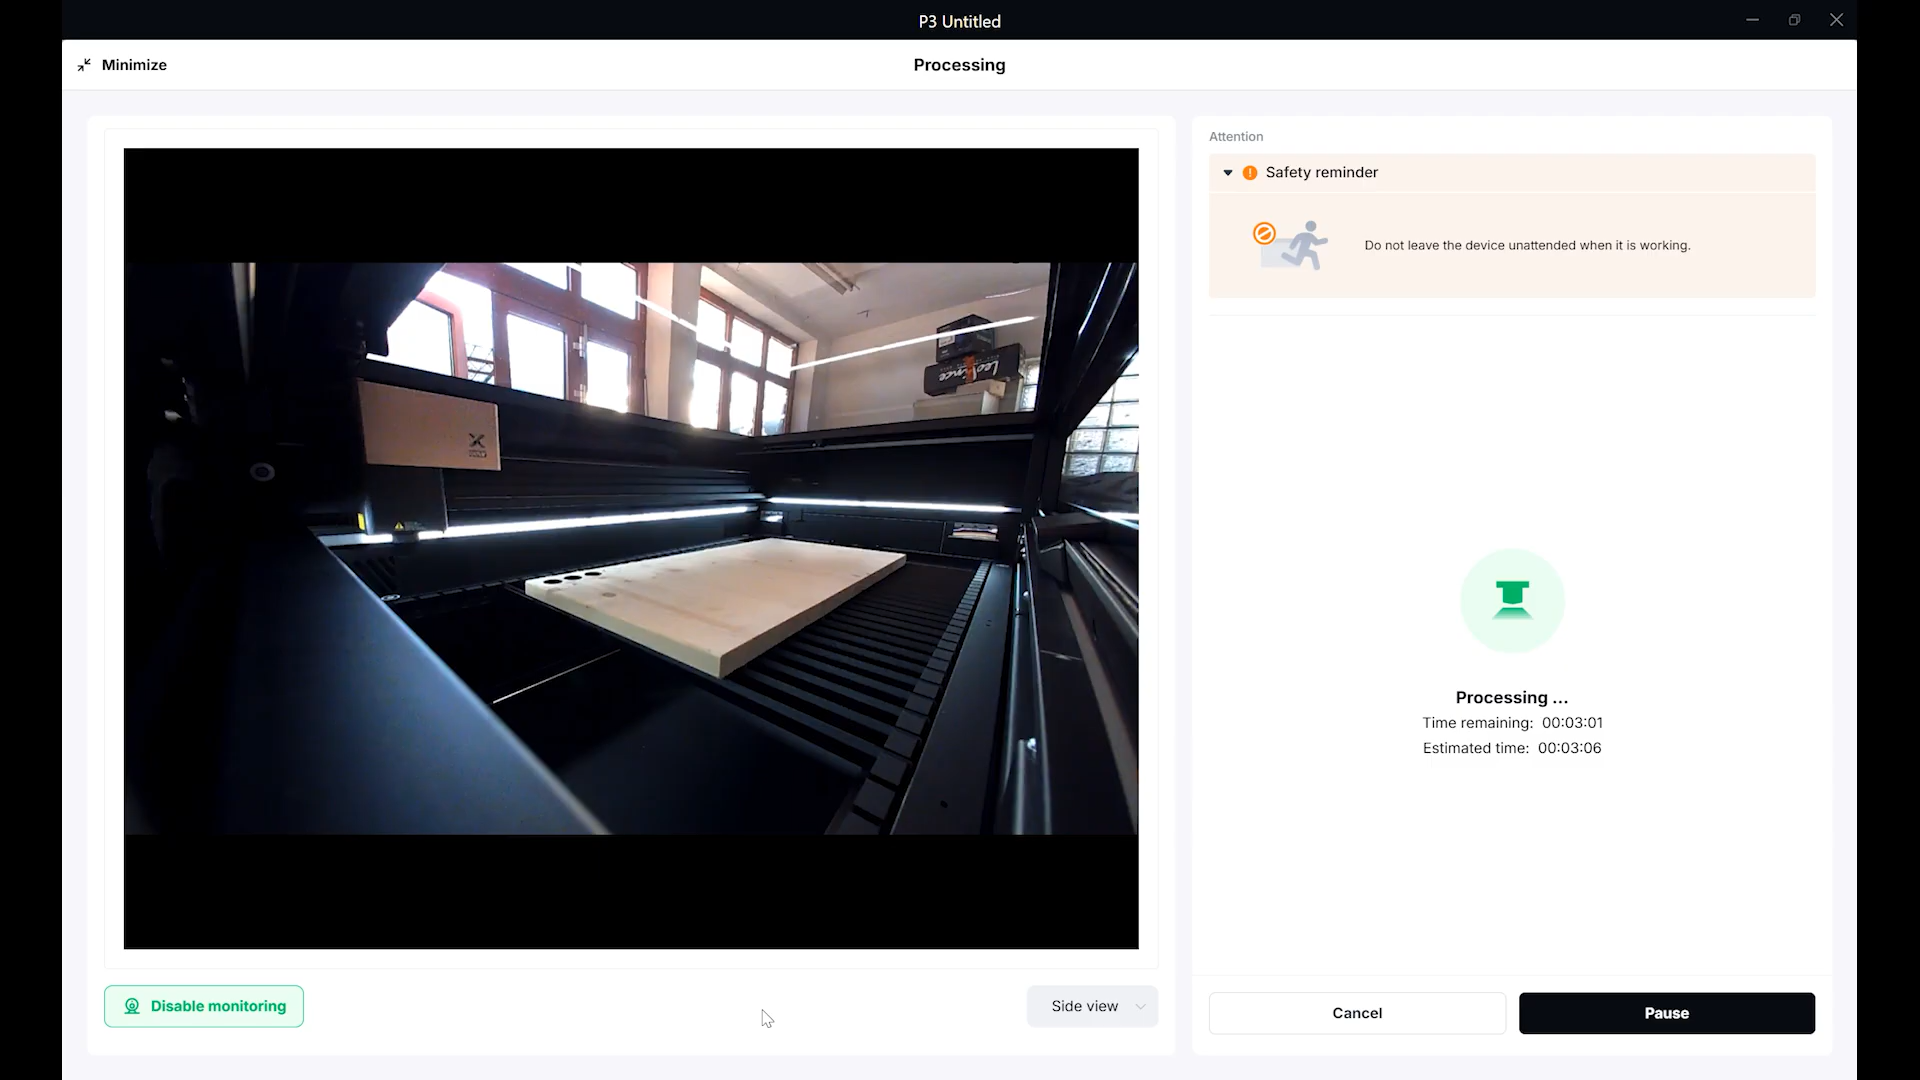 P3 Untitled
Minimize
Processing
Attention
Safety reminder
Do not leave the device unattended when it is working.
LeoVince
Processing ...
Time remaining: 00:03:01
Estimated time: 00:03:06
Disable monitoring
Side view
Cancel
Pause